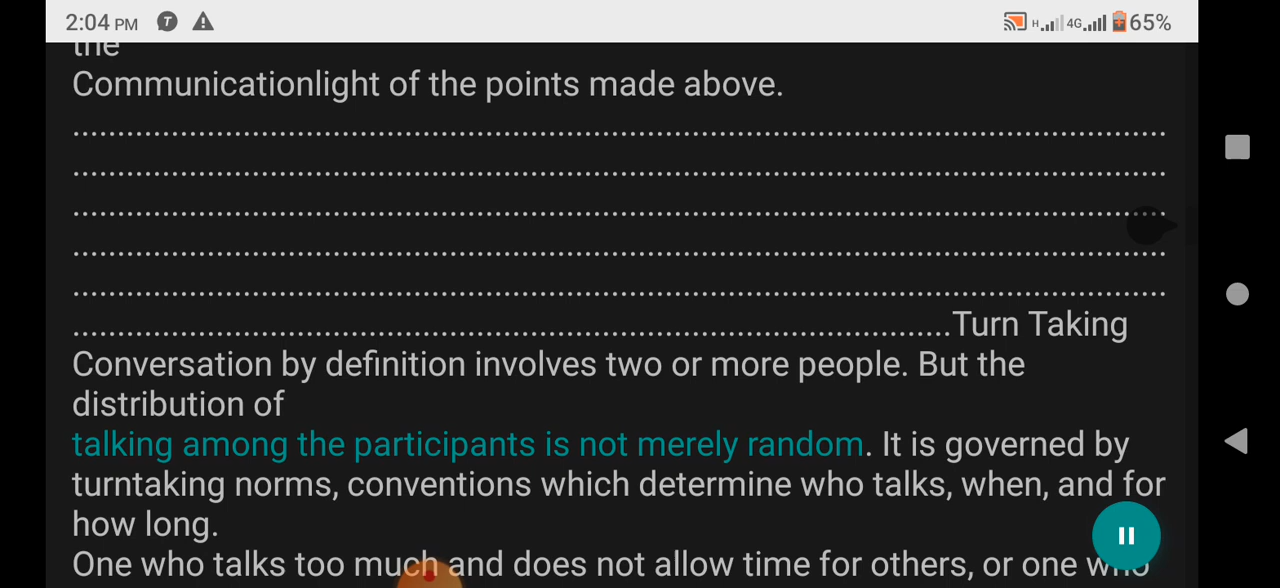 2:04 PM
H 4G 65%
the
Communicationlight of the points made above.
.........................................................................................................................
.........................................................................................................................
.........................................................................................................................
.........................................................................................................................
.........................................................................................................................
.................................................................................................Turn Taking
Conversation by definition involves two or more people. But the
distribution of
talking among the participants is not merely random. It is governed by
turntaking norms, conventions which determine who talks, when, and for
how long.
One who talks too much and does not allow time for others, or one who